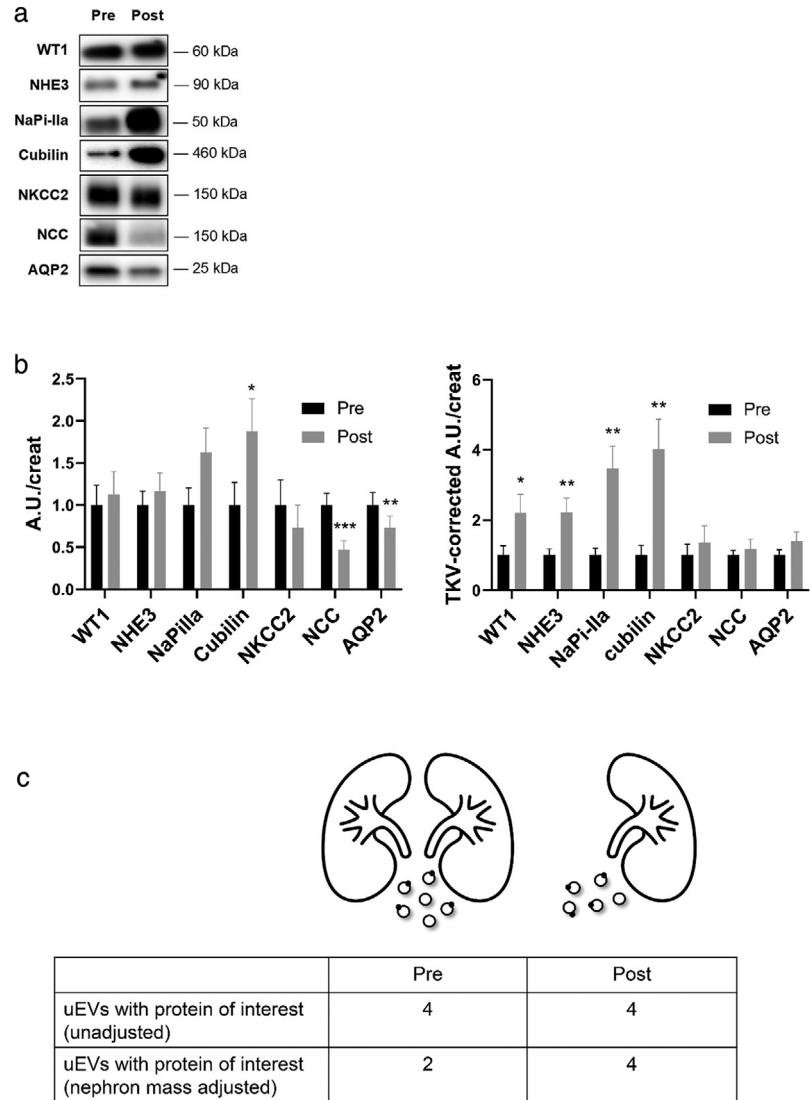 a
Pre Post
WT1 — 60 kDa
NHE3 — 90 kDa
NaPi-IIa — 50 kDa
Cubilin — 460 kDa
NKCC2 — 150 kDa
NCC — 150 kDa
AQP2 — 25 kDa
b
A.U./creat
2.5
2.0
1.5
1.0
0.5
0.0
*
***
**
Pre
Post
WT1 NHE3 NaPiIIa Cubilin NKCC2 NCC AQP2
TKV-corrected A.U./creat
6
4
2
0
*
**
**
**
Pre
Post
WT1 NHE3 NaPi-IIa cubilin NKCC2 NCC AQP2
c
Pre Post
uEVs with protein of interest
(unadjusted)
4 4
uEVs with protein of interest
(nephron mass adjusted)
2 4